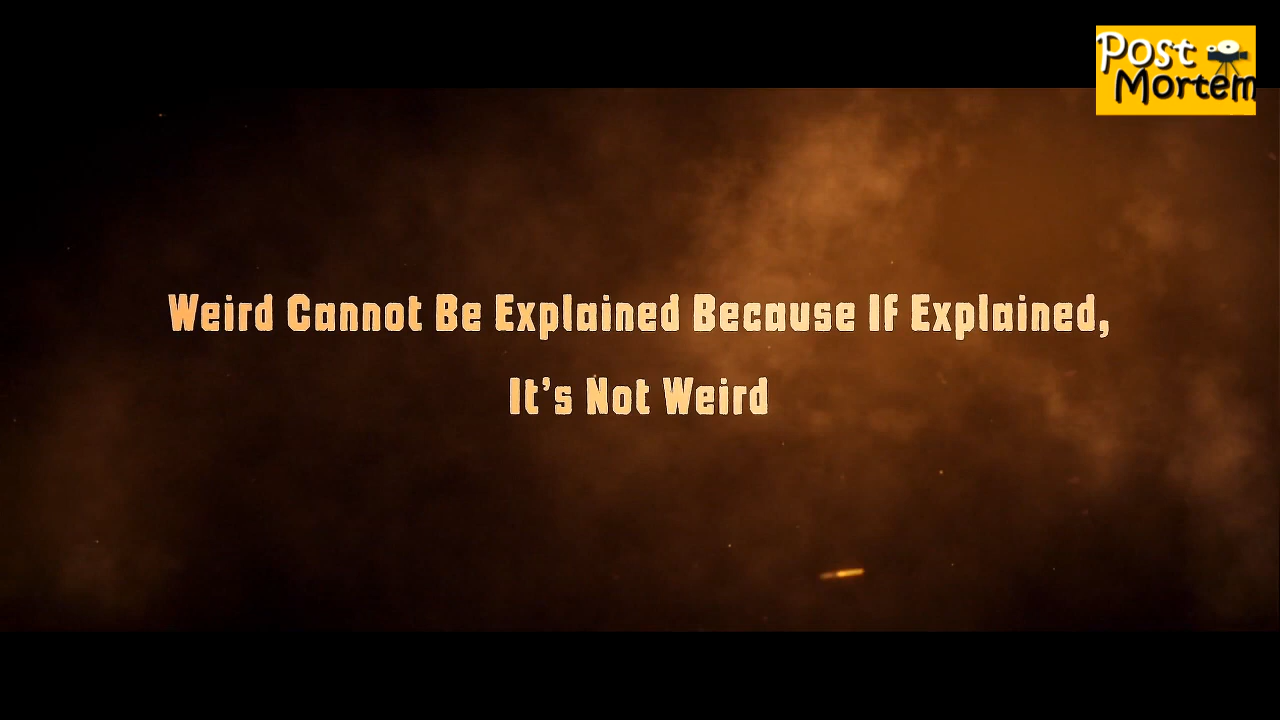 Post
Mortem
Weird Cannot Be Explained Because If Explained,
It's Not Weird